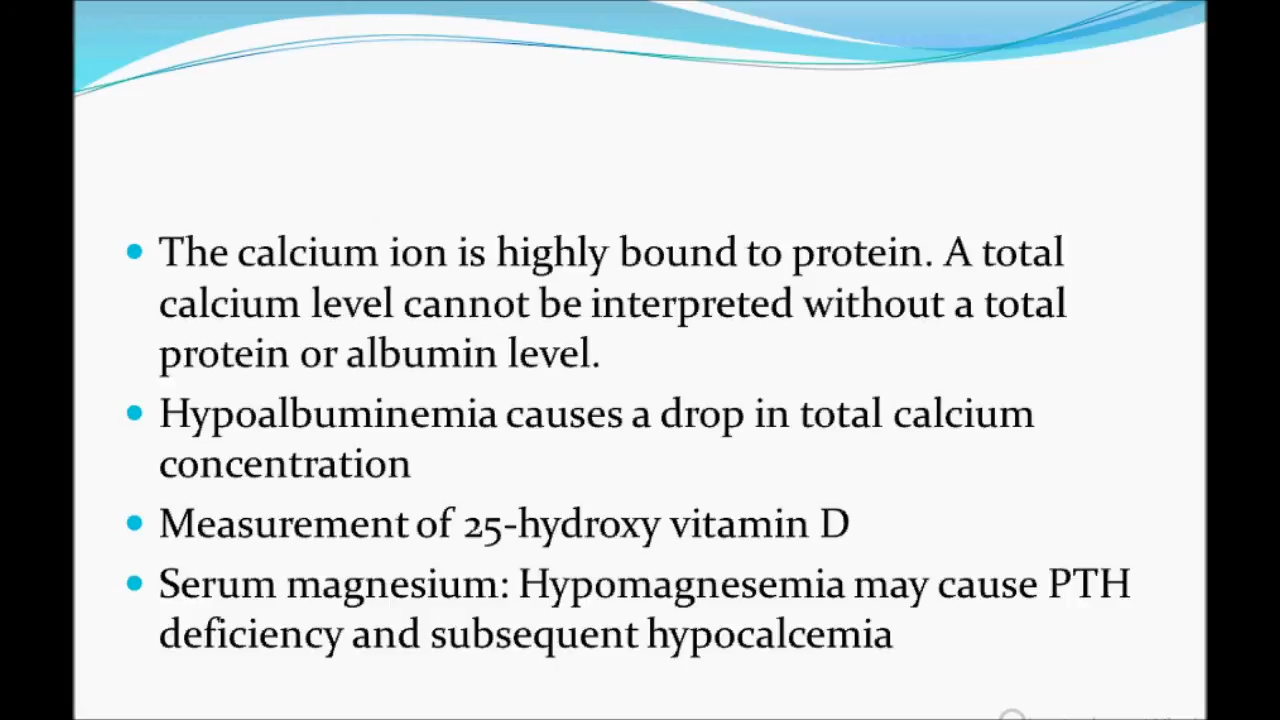 • The calcium ion is highly bound to protein. A total
calcium level cannot be interpreted without a total
protein or albumin level.
• Hypoalbuminemia causes a drop in total calcium
concentration
• Measurement of 25-hydroxy vitamin D
• Serum magnesium: Hypomagnesemia may cause PTH
deficiency and subsequent hypocalcemia